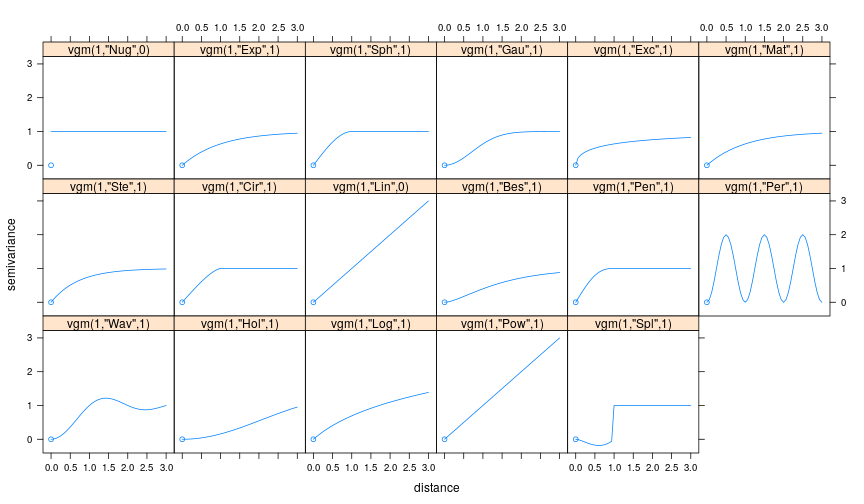 0.0 0.5 1.0 1.5 2.0 2.5 3.0
0.0 0.5 1.0 1.5 2.0 2.5 3.0
0.0 0.5 1.0 1.5 2.0 2.5 3.0
vgm(1,"Nug",0)
vgm(1,"Exp",1)
vgm(1,"Sph",1)
vgm(1,"Gau",1)
vgm(1,"Exc",1)
vgm(1,"Mat",1)
3
2
1
0
vgm(1,"Ste",1)
vgm(1,"Cir",1)
vgm(1,"Lin",0)
vgm(1,"Bes",1)
vgm(1,"Pen",1)
vgm(1,"Per",1)
3
2
1
0
semivariance
vgm(1,"Wav",1)
vgm(1,"Hol",1)
vgm(1,"Log",1)
vgm(1,"Pow",1)
vgm(1,"Spl",1)
3
2
1
0
0.0 0.5 1.0 1.5 2.0 2.5 3.0
0.0 0.5 1.0 1.5 2.0 2.5 3.0
0.0 0.5 1.0 1.5 2.0 2.5 3.0
distance